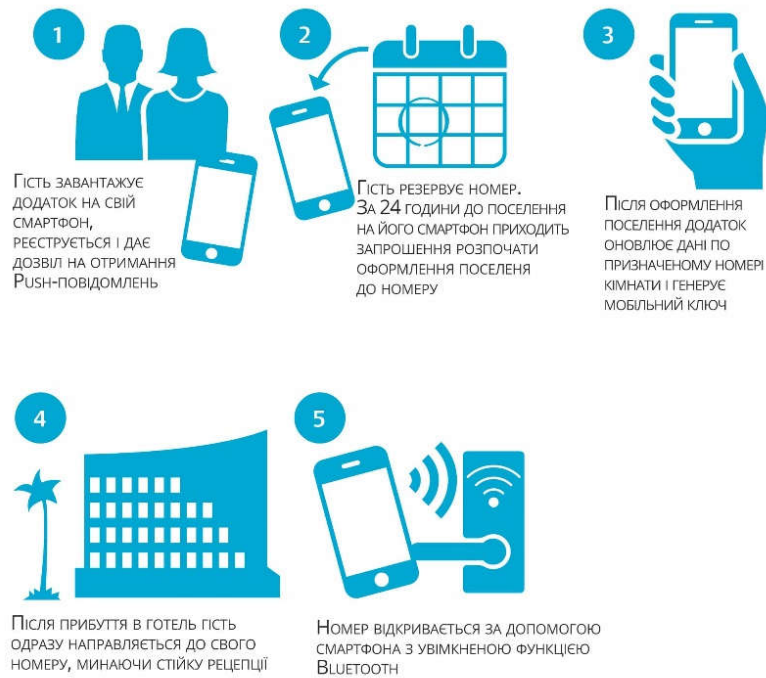 1
Гість завантажує
додаток на свій
смартфон,
реєструється і дає
дозвіл на отримання
Push-повідомлень
2
Гість резервує номер.
За 24 години до поселення
на його смартфон приходить
запрошення розпочати
оформлення поселеня
до номеру
3
Після оформлення
поселення додаток
оновлює дані по
призначеному номері
кімнати і генерує
мобільний ключ
4
Після прибуття в готель гість
одразу направляється до свого
номеру, минаючи стійку рецепції
5
Номер відкривається за допомогою
смартфона з увімкненою функцією
Bluetooth